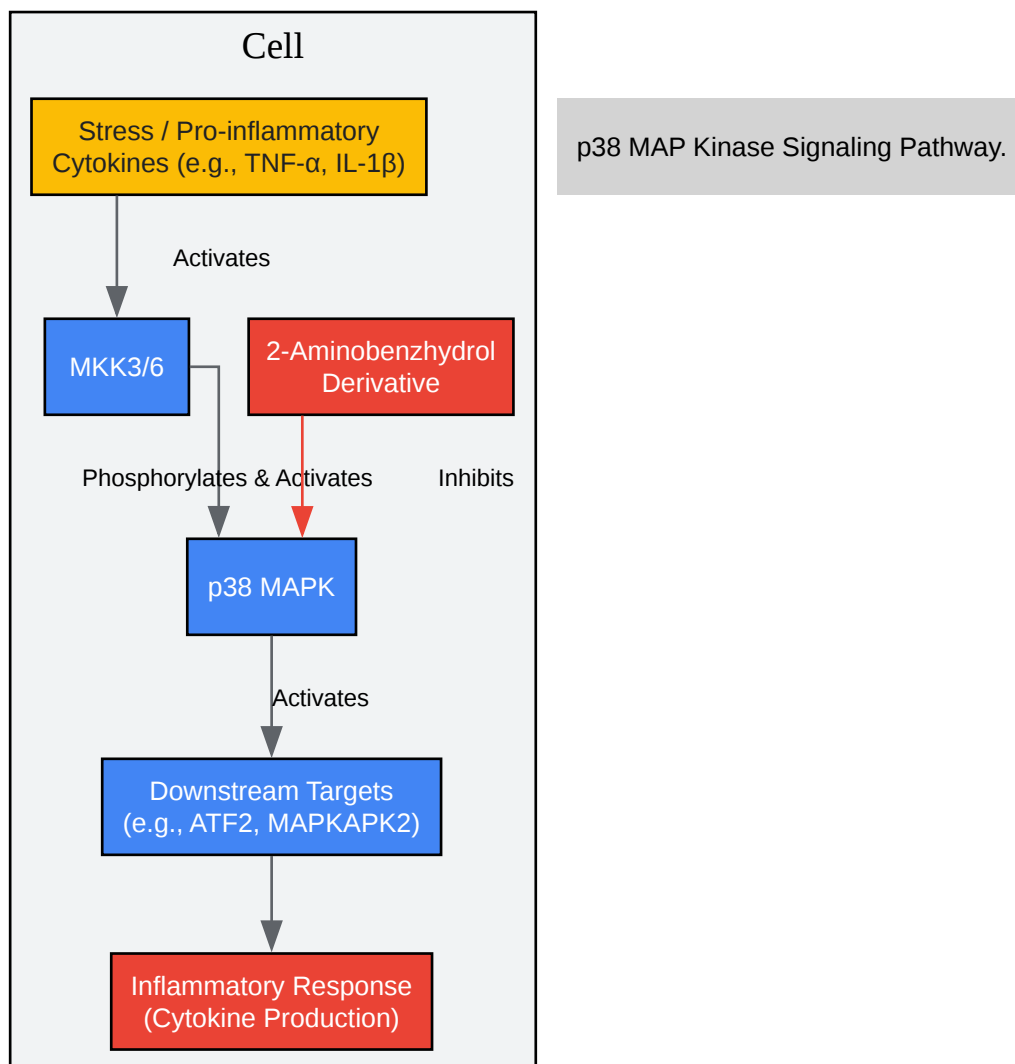 Cell
Stress / Pro-inflammatory
Cytokines (e.g., TNF-α, IL-1β)
p38 MAP Kinase Signaling Pathway.
Activates
MKK3/6
2-Aminobenzhydrol
Derivative
Phosphorylates & Activates
Inhibits
p38 MAPK
Activates
Downstream Targets
(e.g., ATF2, MAPKAPK2)
Inflammatory Response
(Cytokine Production)